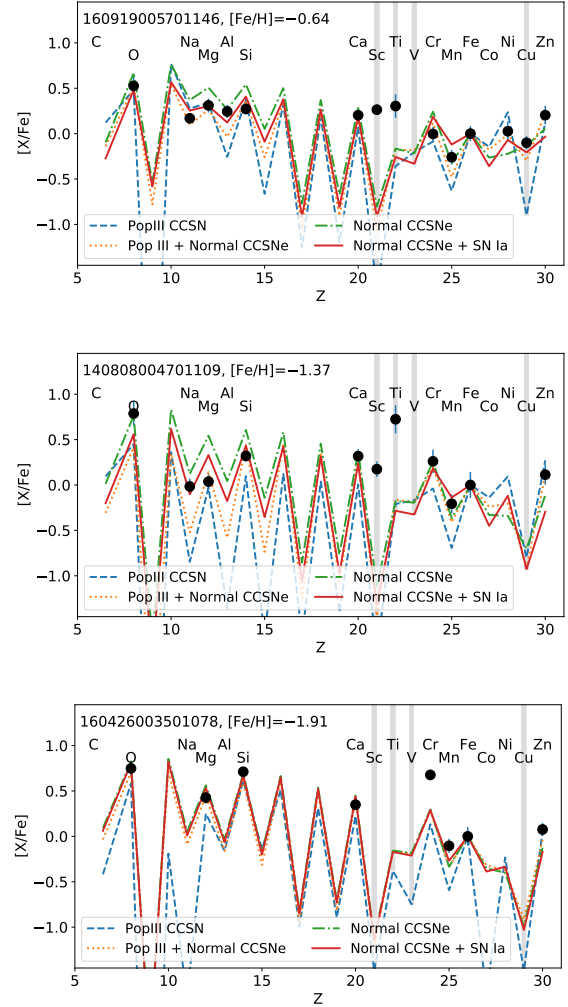 160919005701146, [Fe/H]=−0.64
C Na Al Ca Ti Cr Fe Ni Zn
O Mg Si Sc V Mn Co Cu
1.0
0.5
0.0
−0.5
−1.0
[X/Fe]
PopIII CCSN
Pop III + Normal CCSNe
Normal CCSNe
Normal CCSNe + SN Ia
5 10 15 20 25 30
Z
140808004701109, [Fe/H]=−1.37
C Na Al Ca Ti Cr Fe Ni Zn
O Mg Si Sc V Mn Co Cu
1.0
0.5
0.0
−0.5
−1.0
[X/Fe]
PopIII CCSN
Pop III + Normal CCSNe
Normal CCSNe
Normal CCSNe + SN Ia
5 10 15 20 25 30
Z
160426003501078, [Fe/H]=−1.91
C Na Al Ca Ti Cr Fe Ni Zn
O Mg Si Sc V Mn Co Cu
1.0
0.5
0.0
−0.5
−1.0
[X/Fe]
PopIII CCSN
Pop III + Normal CCSNe
Normal CCSNe
Normal CCSNe + SN Ia
5 10 15 20 25 30
Z